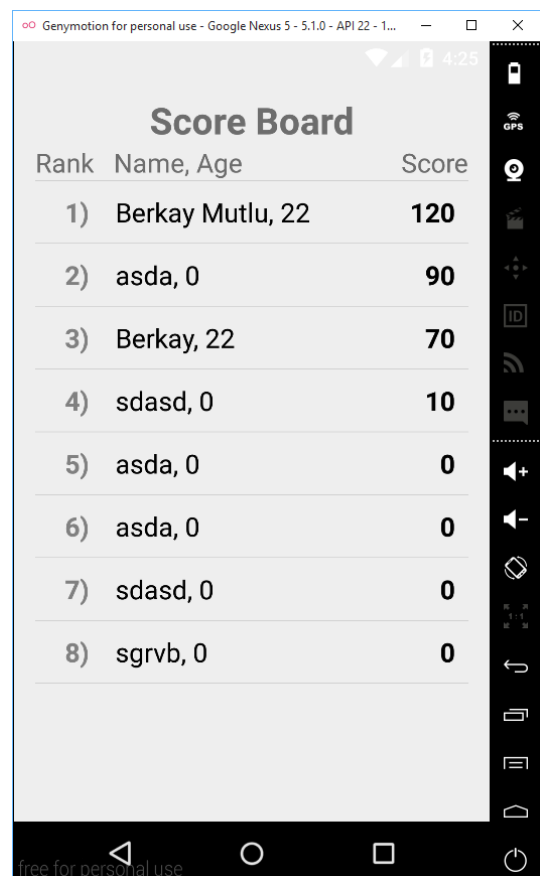 Genymotion for personal use - Google Nexus 5 - 5.1.0 - API 22 - 1...
4:25
GPS
Score Board
Rank Name, Age Score
1) Berkay Mutlu, 22 120
2) asda, 0 90
3) Berkay, 22 70
ID
4) sdasd, 0 10
5) asda, 0 0
6) asda, 0 0
7) sdasd, 0 0
1:1
8) sgrvb, 0 0
free for personal use